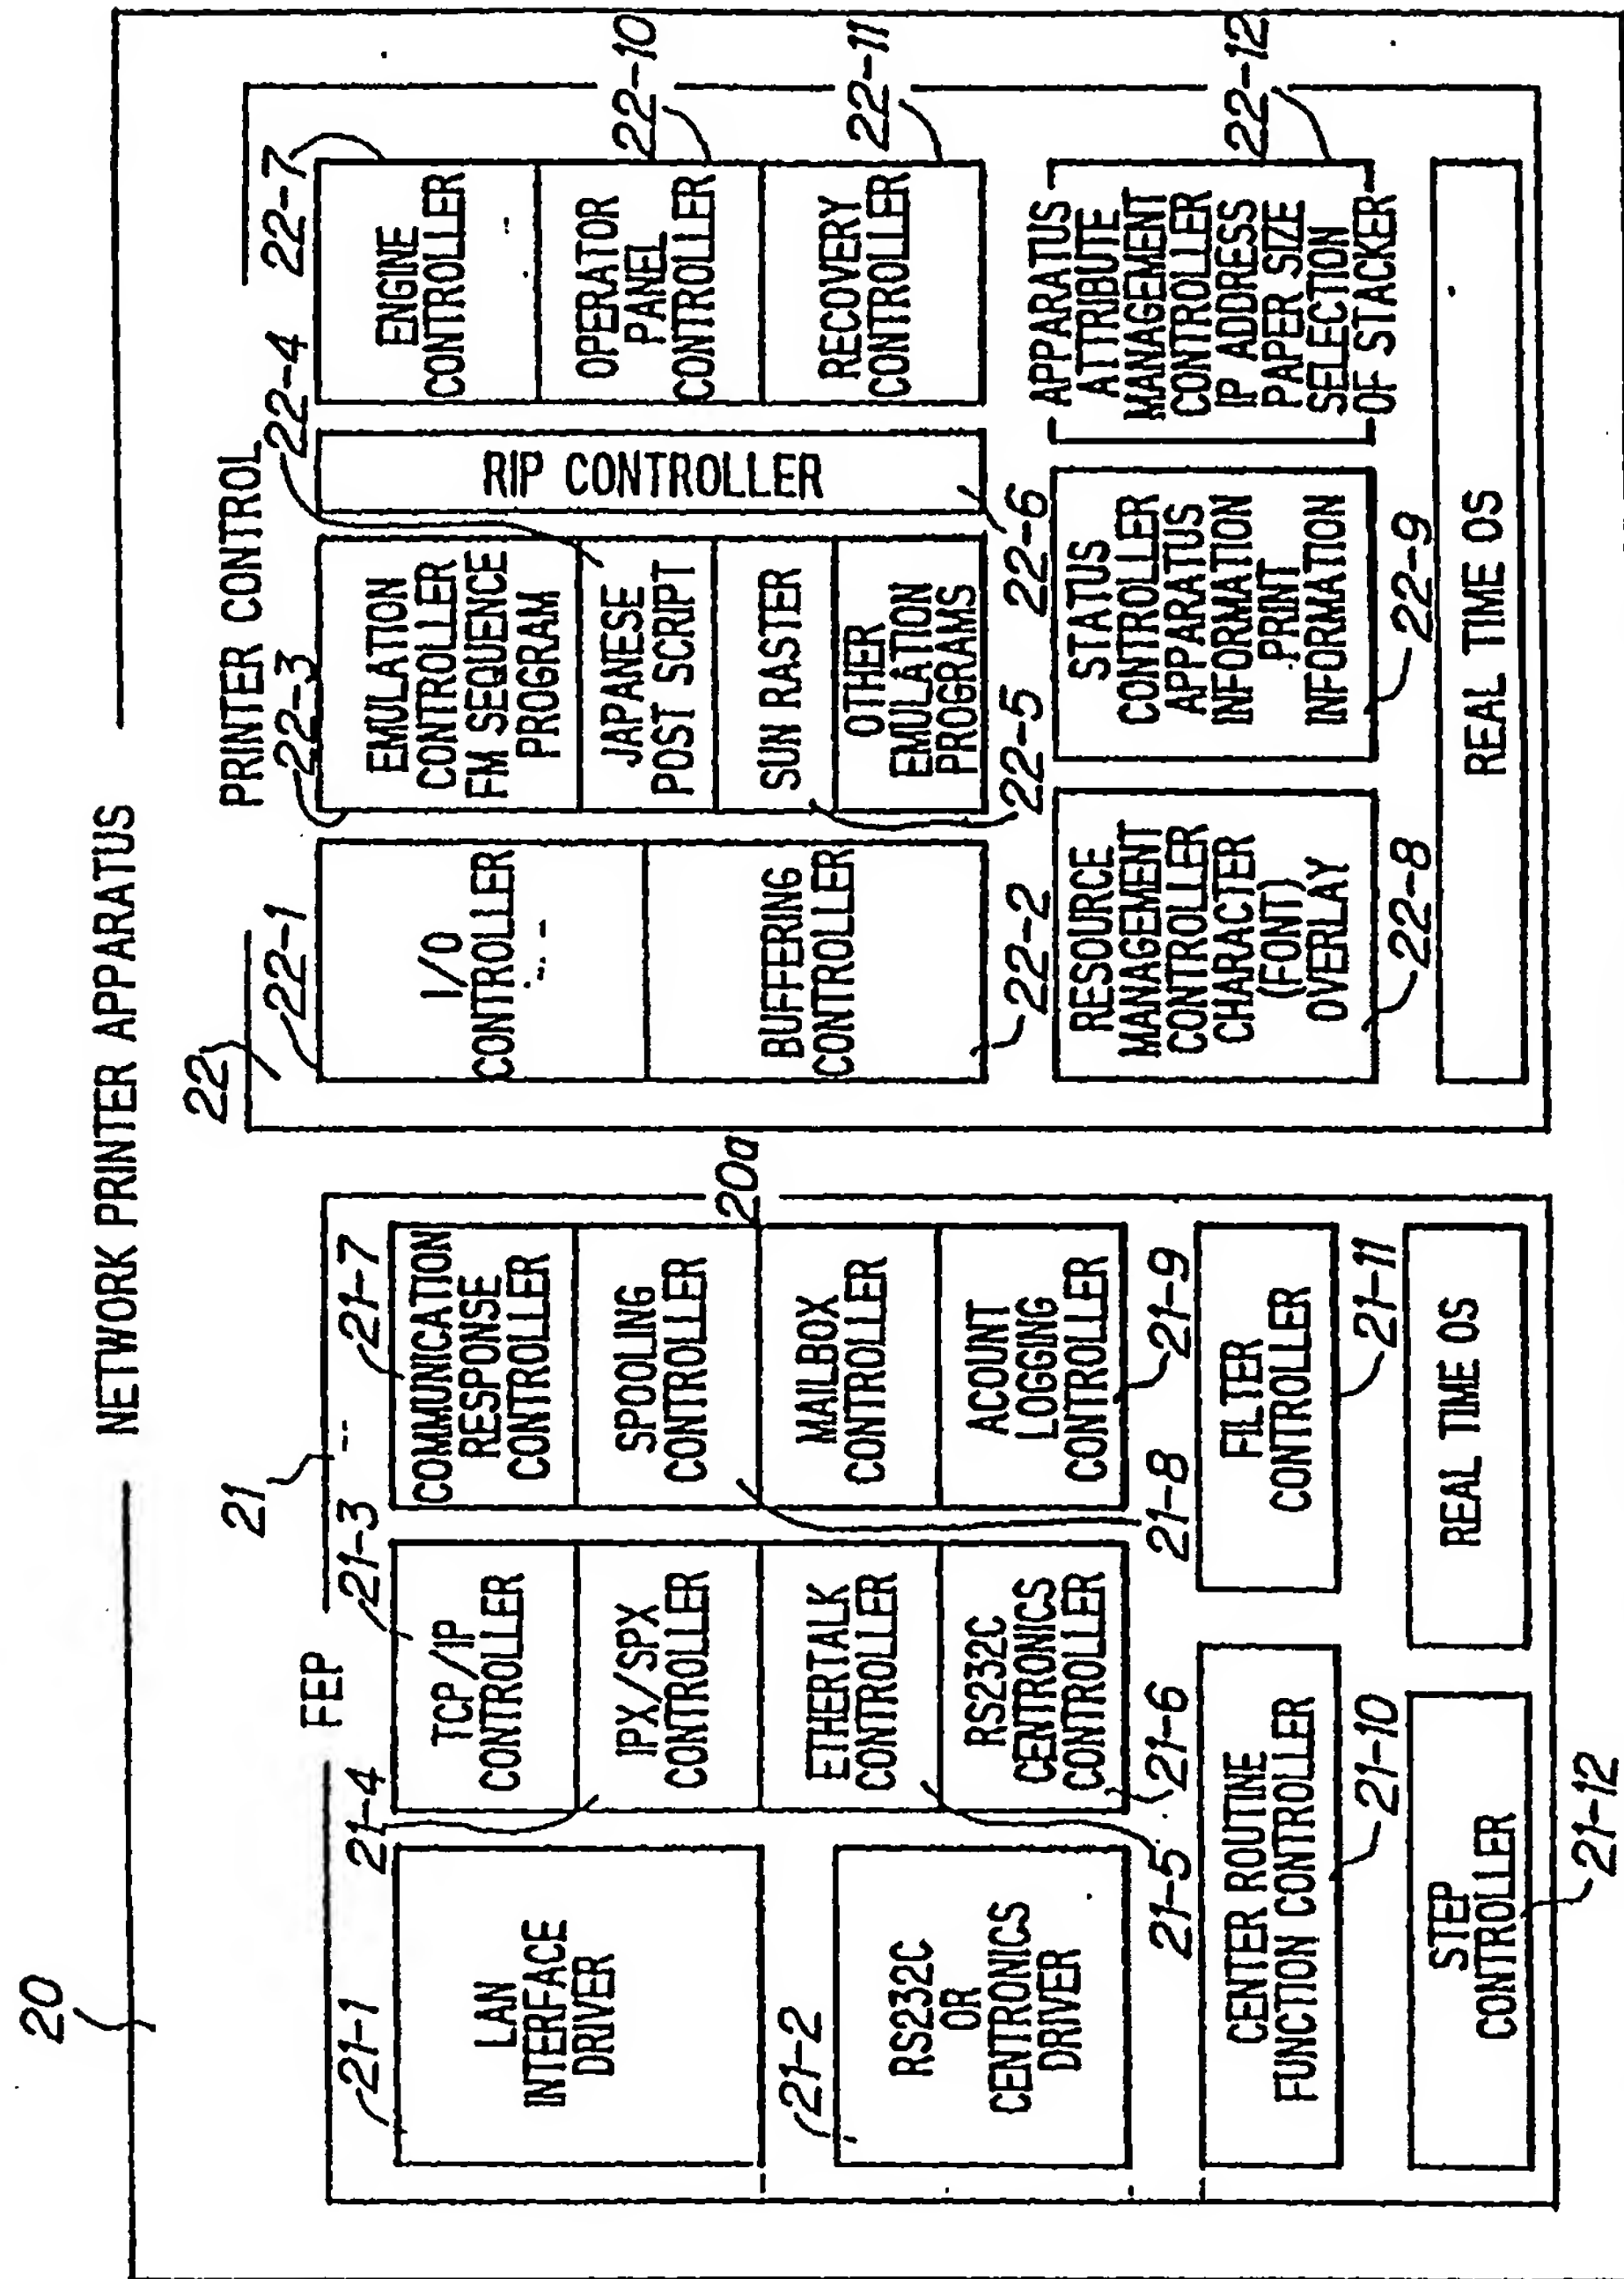 NETWORK PRINTER APPARATUS
20
FEP
21
21-1
LAN
INTERFACE
DRIVER
21-2
RS232C
OR
CENTRONICS
DRIVER
21-3
TCP/IP
CONTROLLER
21-4
IPX/SPX
CONTROLLER
ETHERTALK
CONTROLLER
21-5
RS232C
CENTRONICS
CONTROLLER
21-6
21-7
COMMUNICATION
RESPONSE
CONTROLLER
SPOOLING
CONTROLLER
20a
21-8
MAILBOX
CONTROLLER
ACOUNT
LOGGING
CONTROLLER
21-9
CENTER ROUTINE
FUNCTION CONTROLLER
21-10
FILTER
CONTROLLER
21-11
STEP
CONTROLLER
21-12
REAL TIME OS
PRINTER CONTROL
22
22-1
I/O
CONTROLLER
BUFFERING
CONTROLLER
22-2
22-3
EMULATION
CONTROLLER
FM SEQUENCE
PROGRAM
22-4
JAPANESE
POST SCRIPT
SUN RASTER
22-5
OTHER
EMULATION
PROGRAMS
RIP CONTROLLER
22-6
22-7
ENGINE
CONTROLLER
OPERATOR
PANEL
CONTROLLER
22-10
RECOVERY
CONTROLLER
22-11
RESOURCE
MANAGEMENT
CONTROLLER
CHARACTER
(FONT)
OVERLAY
22-8
STATUS
CONTROLLER
APPARATUS
INFORMATION
PRINT
INFORMATION
22-9
APPARATUS
ATTRIBUTE
MANAGEMENT
CONTROLLER
IP ADDRESS
PAPER SIZE
SELECTION
OF STACKER
22-12
REAL TIME OS